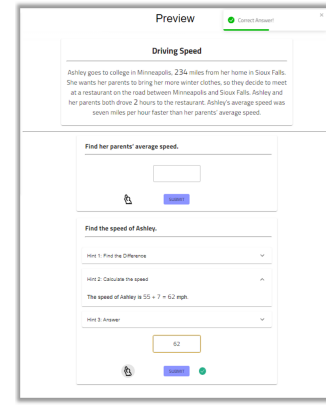 Preview
Correct Answer!
×
Driving Speed
Ashley goes to college in Minneapolis, 234 miles from her home in Sioux Falls.
She wants her parents to bring her more winter clothes, so they decide to meet
at a restaurant on the road between Minneapolis and Sioux Falls. Ashley and
her parents both drove 2 hours to the restaurant. Ashley's average speed was
seven miles per hour faster than her parents' average speed.
Find her parents' average speed.
SUBMIT
Find the speed of Ashley.
Hint 1: Find the Difference
Hint 2: Calculate the speed
The speed of Ashley is 55 + 7 = 62 mph.
Hint 3: Answer
62
SUBMIT